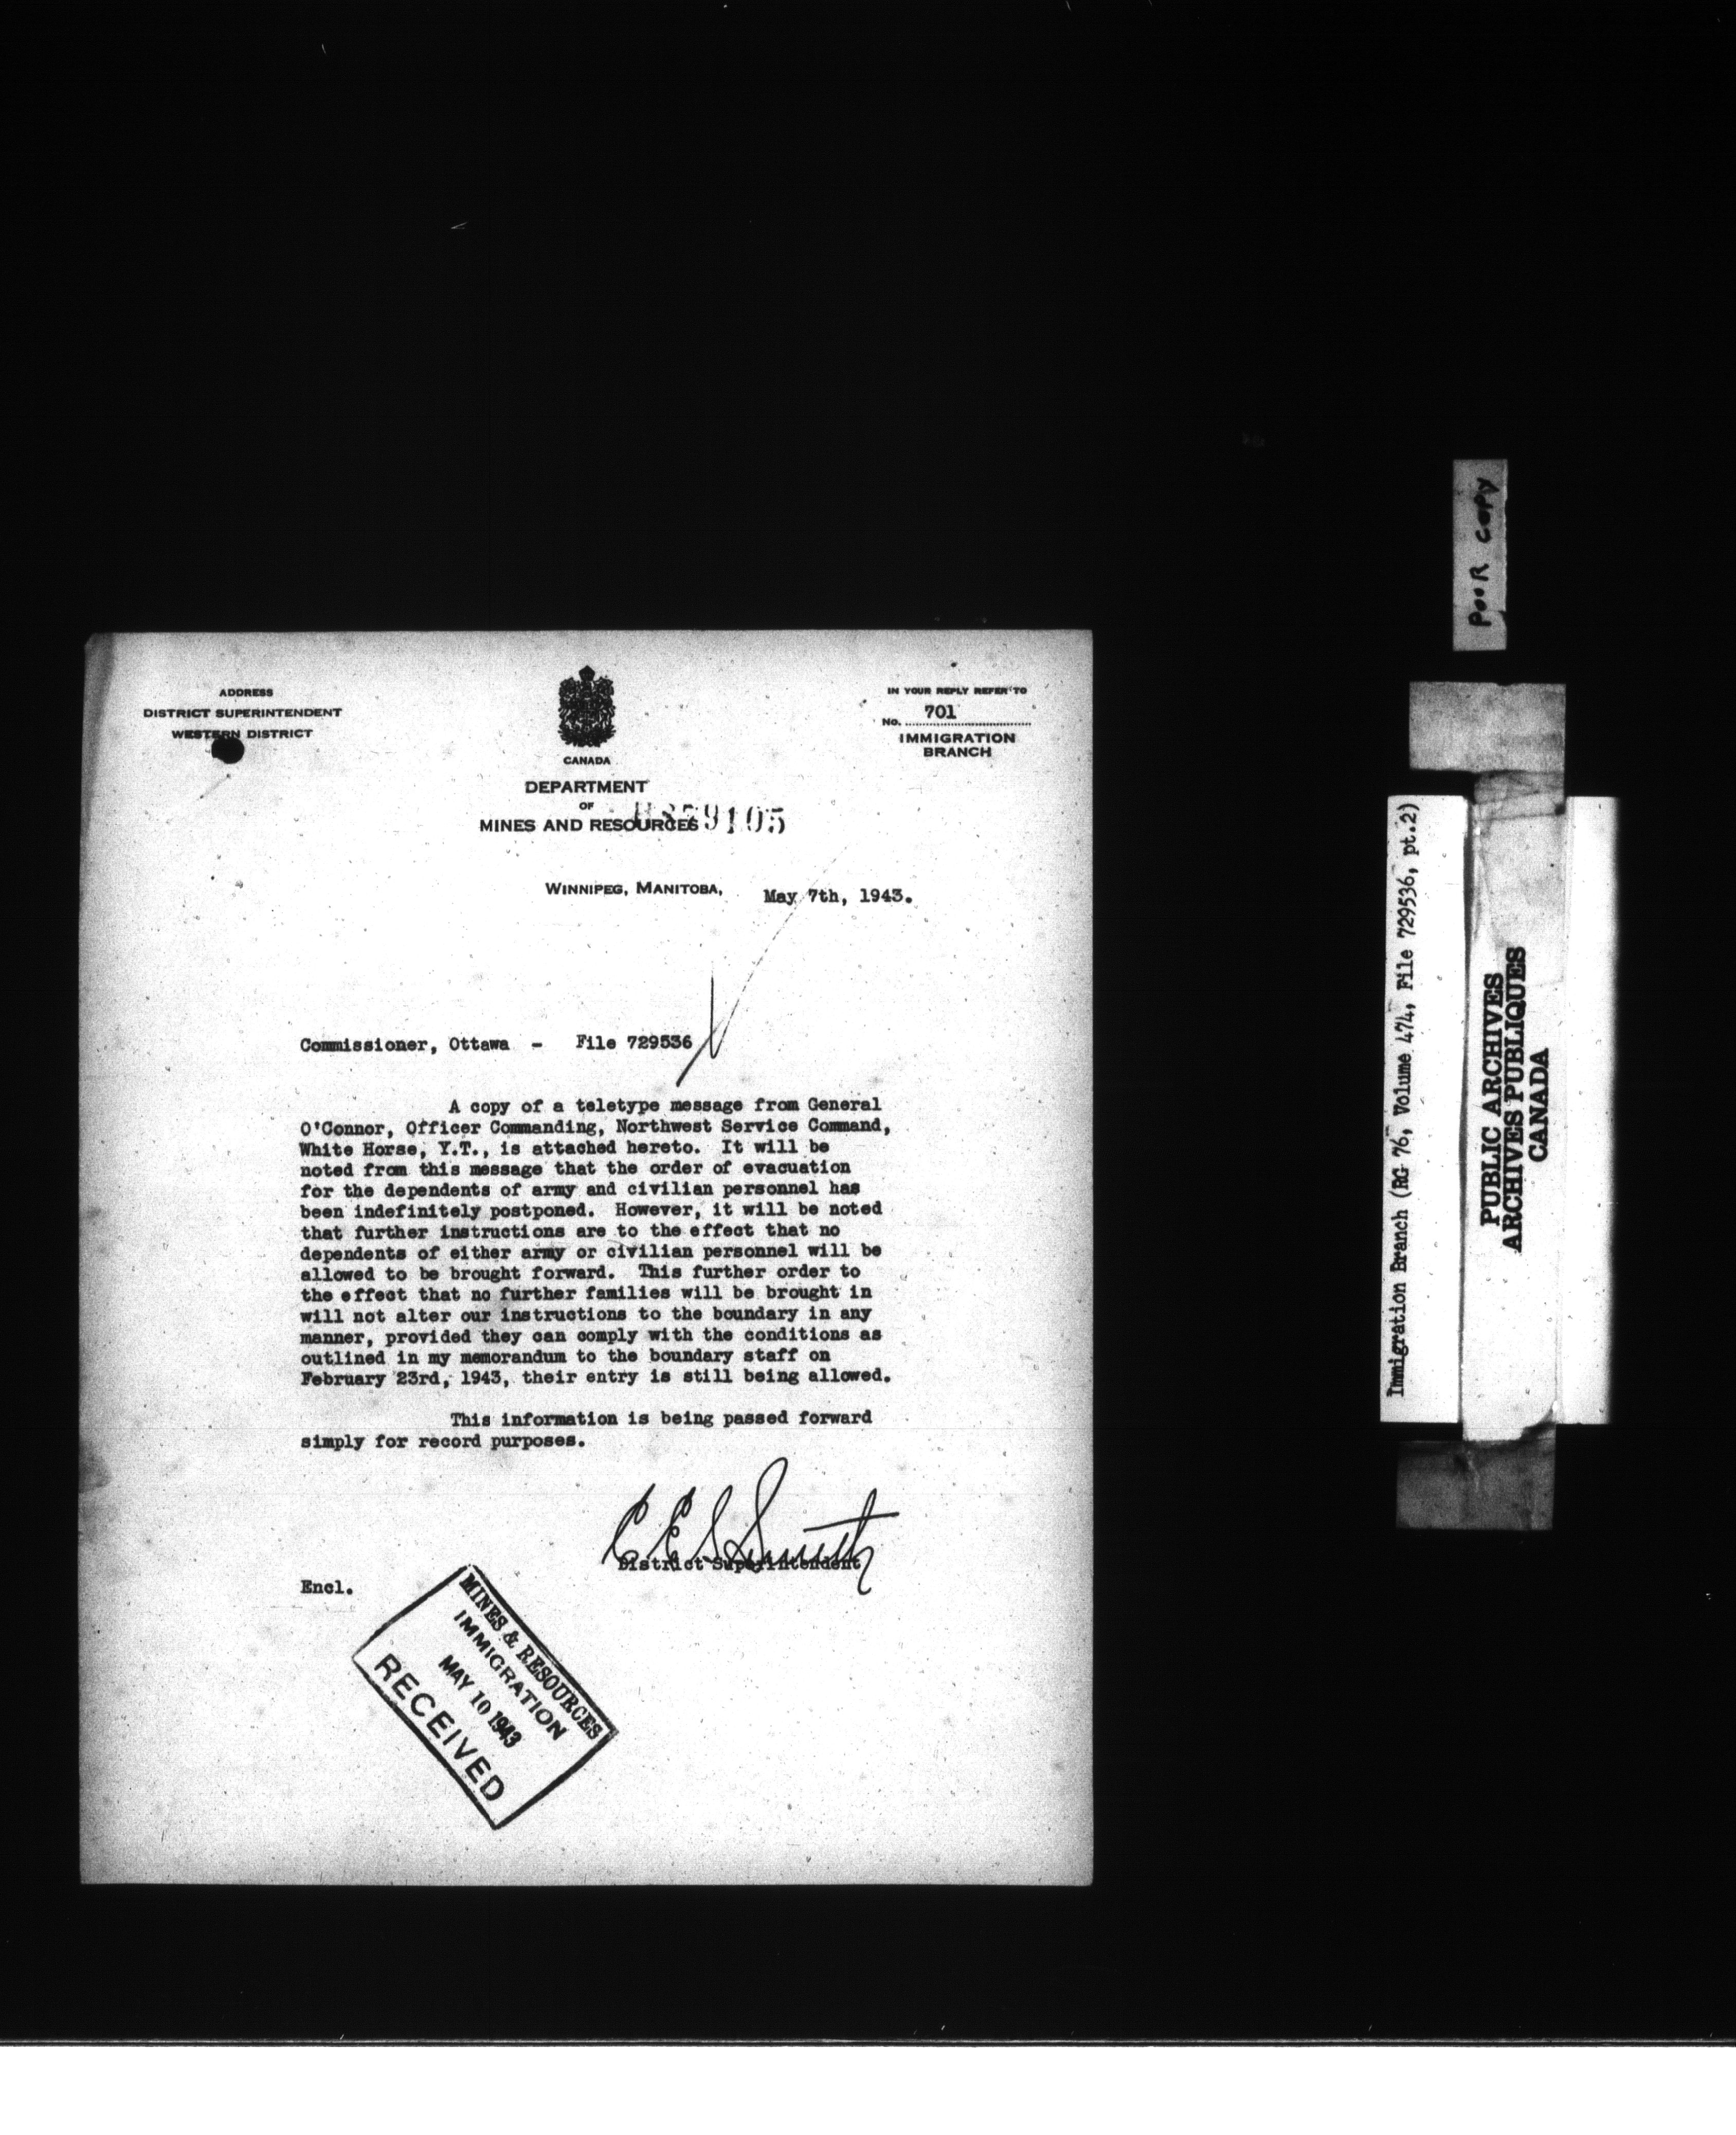 ADDRESS
DISTRICT SUPERINTENDENT
WESTERN DISTRICT
CANADA
DEPARTMENT
OF
MINES AND RESOURCES
9105
IN YOUR REPLY REFER TO
No. 701
IMMIGRATION
BRANCH
WINNIPEG, MANITOBA, May 7th, 1943.
Commissioner, Ottawa - File 729536
A copy of a teletype message from General
O'Connor, Officer Commanding, Northwest Service Command,
White Horse, Y.T., is attached hereto. It will be
noted from this message that the order of evacuation
for the dependents of army and civilian personnel has
been indefinitely postponed. However, it will be noted
that further instructions are to the effect that no
dependents of either army or civilian personnel will be
allowed to be brought forward. This further order to
the effect that no further families will be brought in
will not alter our instructions to the boundary in any
manner, provided they can comply with the conditions as
outlined in my memorandum to the boundary staff on
February 23rd, 1943, their entry is still being allowed.
This information is being passed forward
simply for record purposes.
C E S Smith
District Superintendent
Encl.
MINES & RESOURCES
IMMIGRATION
MAY 10 1943
RECEIVED
POOR COPY
Immigration Branch (RG 76, Volume 474, File 729536, pt.2)
PUBLIC ARCHIVES
ARCHIVES PUBLIQUES
CANADA